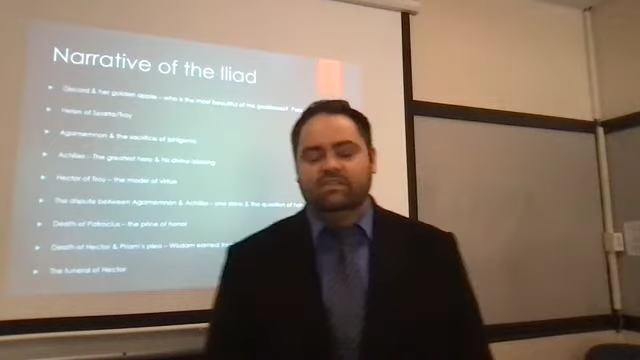 Narrative of the Iliad
Discord & her golden apple – who is the most beautiful of the goddesses?
Helen of Sparta/Troy
Agamemnon & the sacrifice of Iphigenia
Achilles – The greatest hero & his divine blessing
Hector of Troy – the model of virtue
The dispute between Agamemnon & Achilles – one slave & the question of
Death of Patroclus – the price of honor
Death of Hector & Priam's plea – Wisdom earned
The funeral of Hector